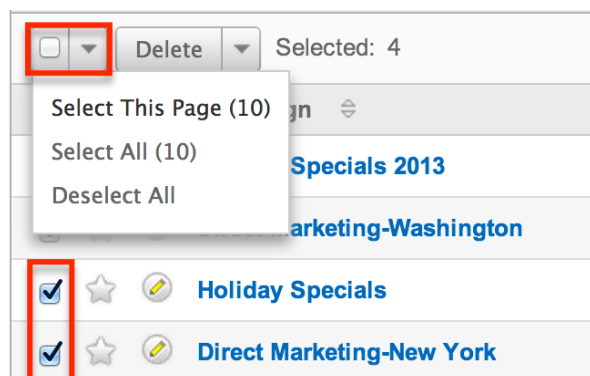 Delete
Selected: 4
Select This Page (10)
Select All (10)
Deselect All
Specials 2013
arketing-Washington
Holiday Specials
Direct Marketing-New York